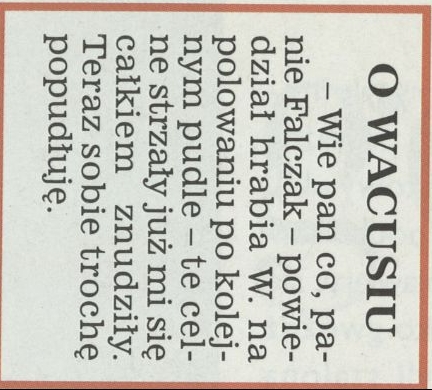 O WACUSIU
– Wie pan co, pa-
nie Falczak – powie-
dział hrabia W. na
polowaniu po kolej-
nym pudle – te cel-
ne strzały już mi się
całkiem znudziły.
Teraz sobie trochę
popudłuję.